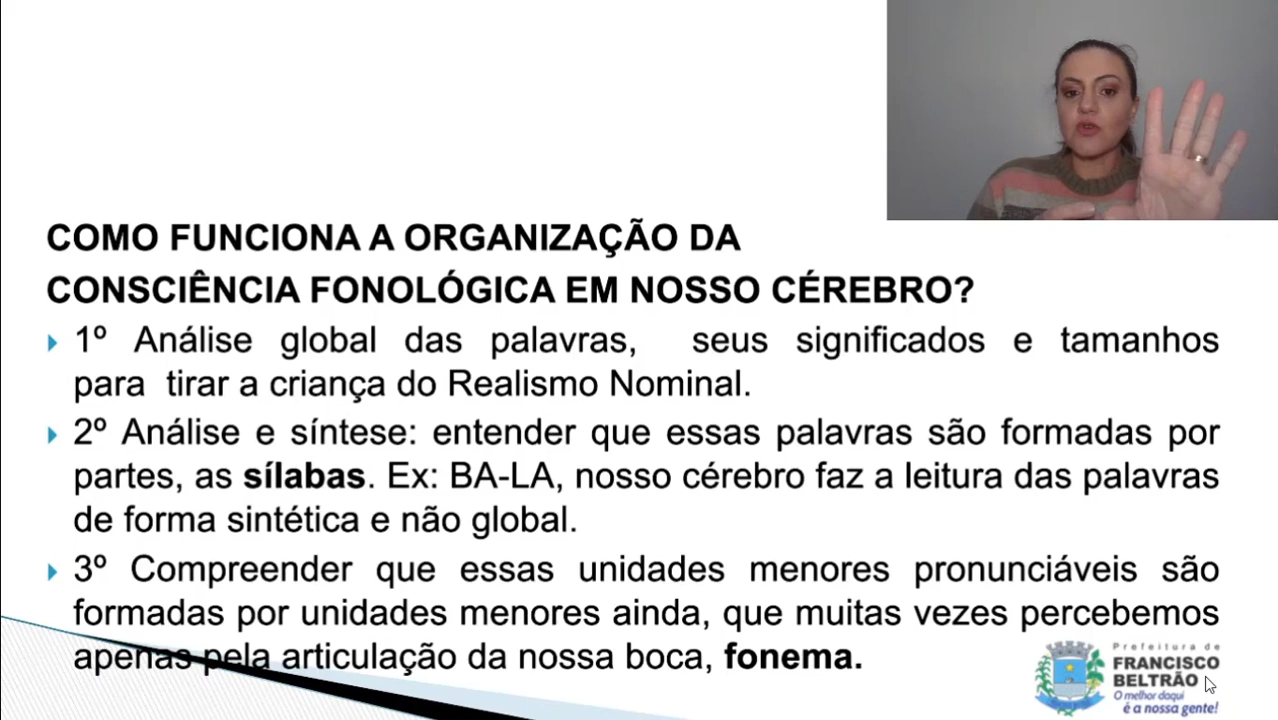 COMO FUNCIONA A ORGANIZAÇÃO DA
CONSCIÊNCIA FONOLÓGICA EM NOSSO CÉREBRO?
1º Análise global das palavras, seus significados e tamanhos
para tirar a criança do Realismo Nominal.
2º Análise e síntese: entender que essas palavras são formadas por
partes, as sílabas. Ex: BA-LA, nosso cérebro faz a leitura das palavras
de forma sintética e não global.
3º Compreender que essas unidades menores pronunciáveis são
formadas por unidades menores ainda, que muitas vezes percebemos
apenas pela articulação da nossa boca, fonema.
Prefeitura de
FRANCISCO
BELTRÃO
O melhor daqui
é a nossa gente!